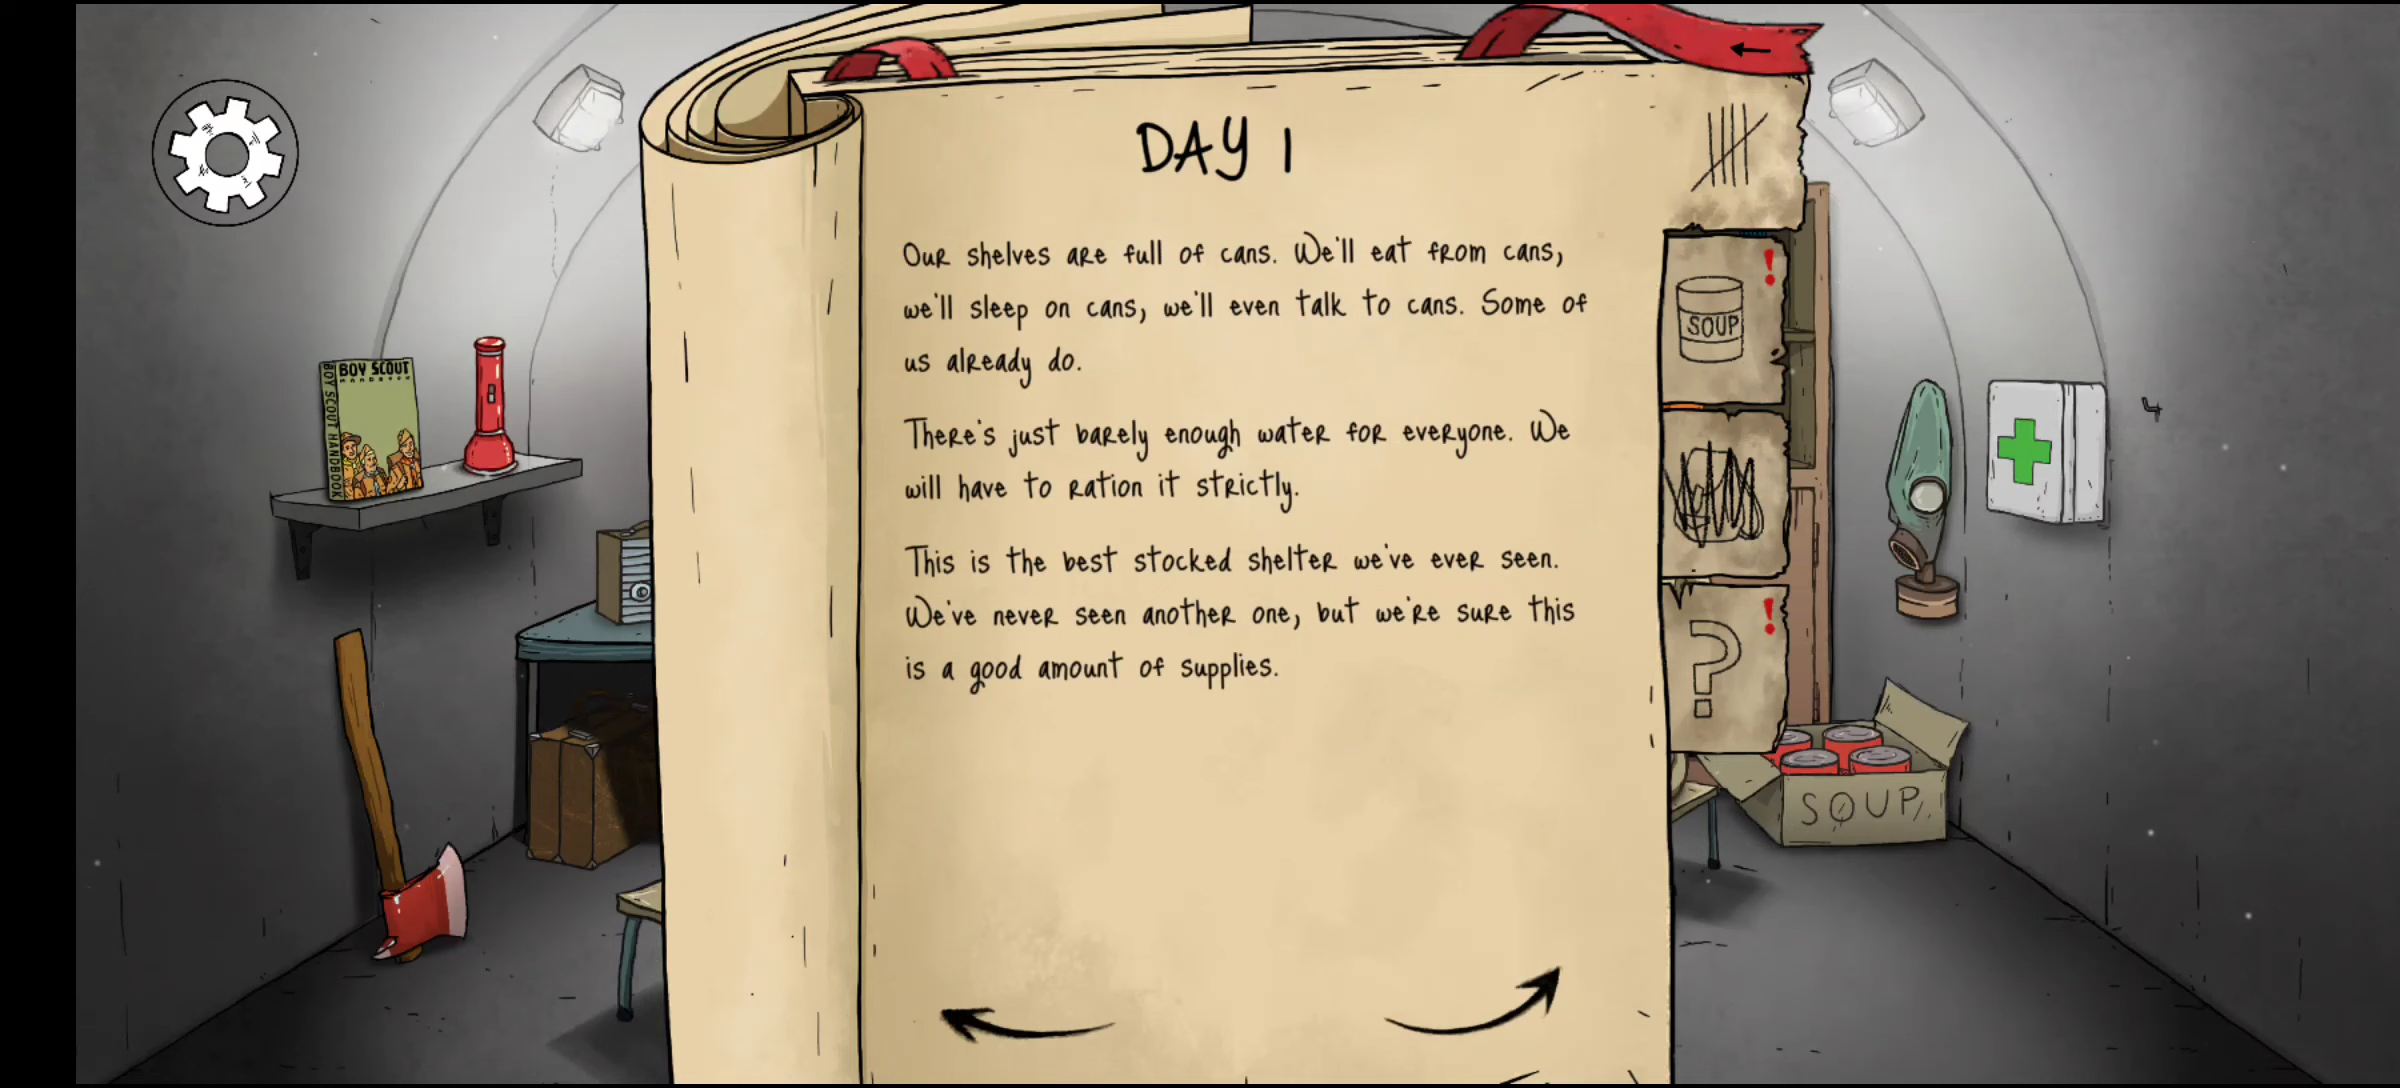 DAY 1
Our shelves are full of cans. We'll eat from cans,
we'll sleep on cans, we'll even talk to cans. Some of
us already do.
There's just barely enough water for everyone. We
will have to ration it strictly.
This is the best stocked shelter we've ever seen.
We've never seen another one, but we're sure this
is a good amount of supplies.
BOY SCOUT
HANDBOOK
BOY SCOUT HANDBOOK
!
SOUP
!
?
SOUP